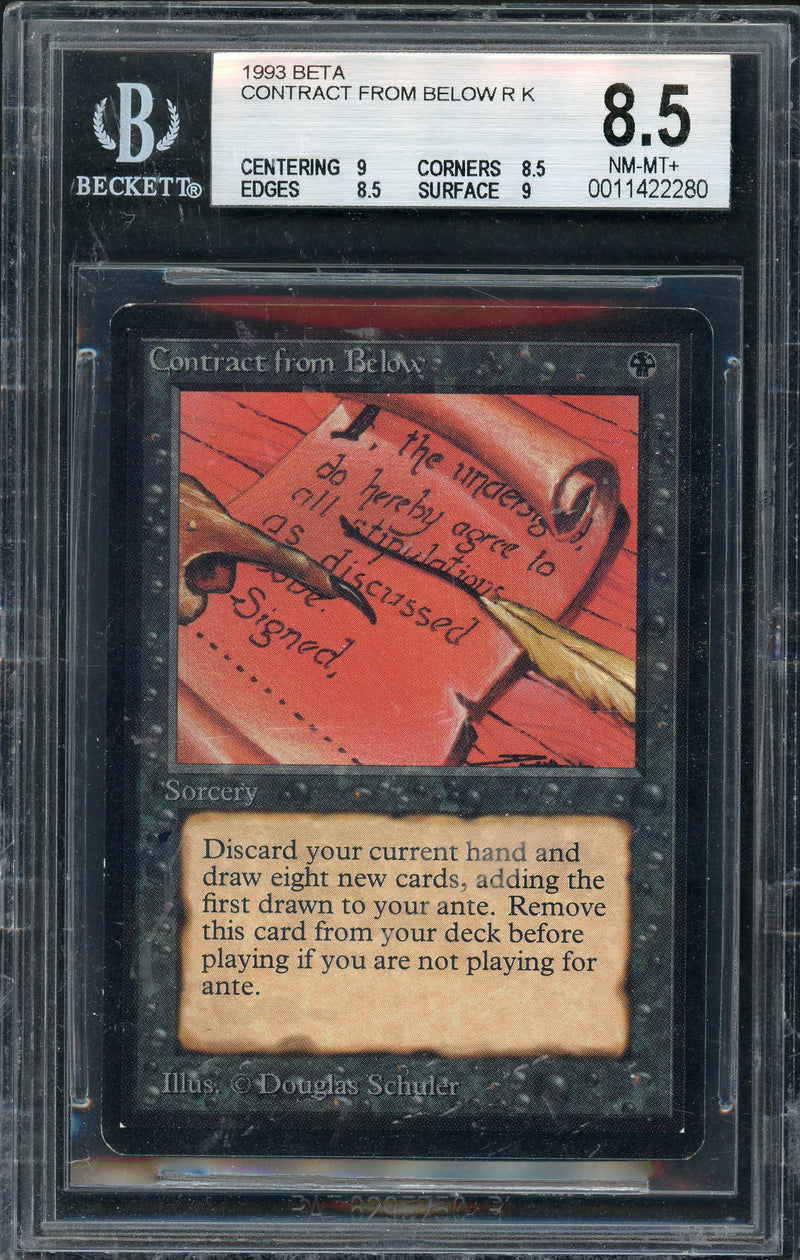 1993 BETA
CONTRACT FROM BELOW R K
8.5
CENTERING 9 CORNERS 8.5
NM-MT+
EDGES 8.5 SURFACE 9
0011422280
B
BECKETT®
Contract from Below
I, the undersigned,
do hereby agree to
all stipulations
as discussed
Signed,
Sorcery
Discard your current hand and
draw eight new cards, adding the
first drawn to your ante. Remove
this card from your deck before
playing if you are not playing for
ante.
Illus. © Douglas Schuler